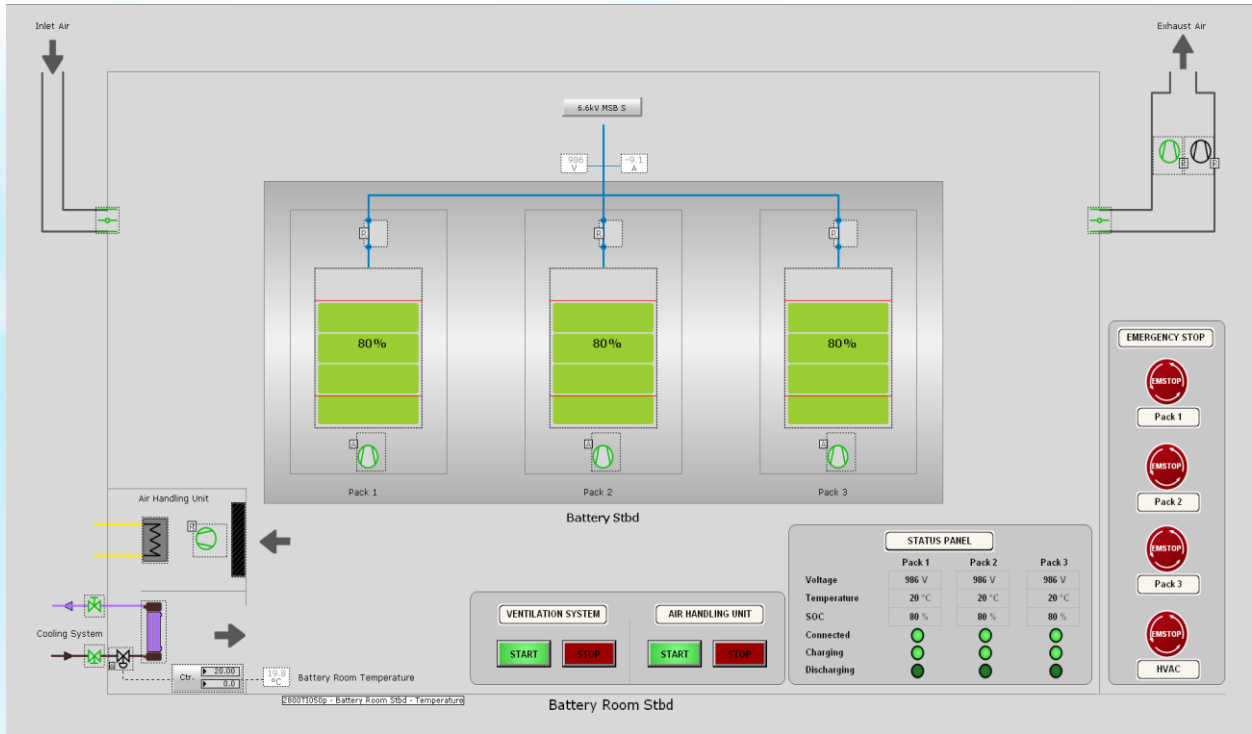 Inlet Air
Exhaust Air
6.6kV MSB S
986 V
-9.1 A
R
R
R
R
R
80%
80%
80%
A
A
A
Pack 1
Pack 2
Pack 3
Battery Stbd
EMERGENCY STOP
EMSTOP
Pack 1
EMSTOP
Pack 2
EMSTOP
Pack 3
EMSTOP
HVAC
Air Handling Unit
R
Cooling System
Ctr.
20.00
0.0
19.8 °C
Battery Room Temperature
2800TI050p - Battery Room Stbd - Temperature
VENTILATION SYSTEM
START STOP
AIR HANDLING UNIT
START STOP
STATUS PANEL
Pack 1 Pack 2 Pack 3
Voltage 986 V 986 V 986 V
Temperature 20 °C 20 °C 20 °C
SOC 80 % 80 % 80 %
Connected
Charging
Discharging
Battery Room Stbd